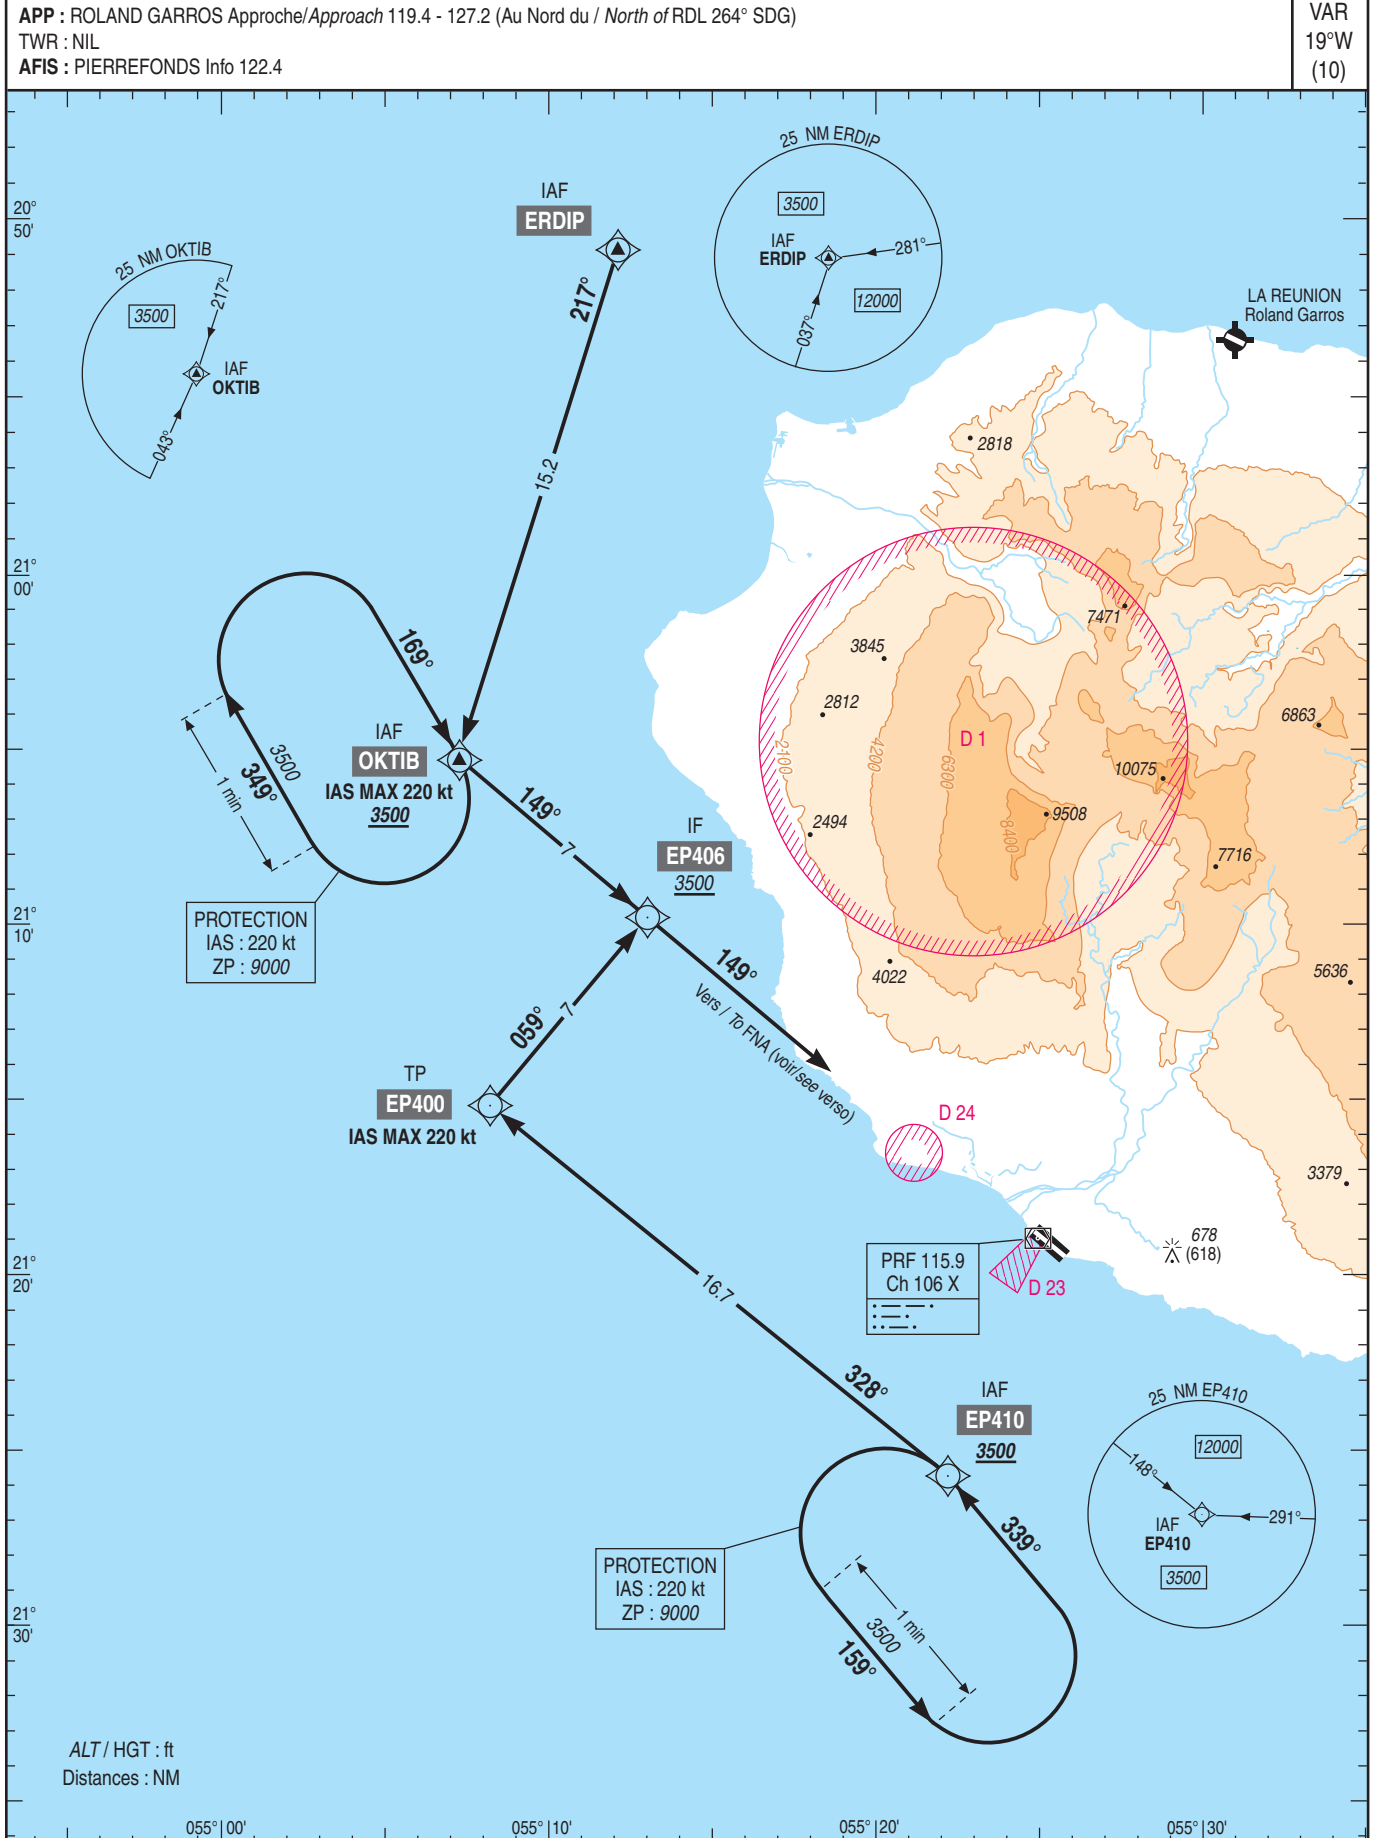 APP : ROLAND GARROS Approche/Approach 119.4 - 127.2 (Au Nord du / North of RDL 264° SDG)
TWR : NIL
AFIS : PIERREFONDS Info 122.4
VAR
19°W
(10)
25 NM ERDIP
3500
IAF
ERDIP
281°
12000
037°
IAF
ERDIP
217°
15.2
20°
50'
25 NM OKTIB
3500
217°
IAF
OKTIB
043°
LA REUNION
Roland Garros
2818
21°
00'
7471
3845
2812
6863
D 1
2100
4200
6300
8400
10075
9508
2494
7716
4022
5636
3379
169°
349°
3500
1 min
IAF
OKTIB
IAS MAX 220 kt
3500
149°
7
IF
EP406
3500
PROTECTION
IAS : 220 kt
ZP : 9000
21°
10'
149°
Vers / To FNA (voir/see verso)
059°
7
TP
EP400
IAS MAX 220 kt
D 24
678
(618)
PRF 115.9
Ch 106 X
D 23
21°
20'
16.7
328°
IAF
EP410
3500
25 NM EP410
12000
148°
291°
IAF
EP410
3500
339°
1 min
3500
159°
PROTECTION
IAS : 220 kt
ZP : 9000
21°
30'
ALT / HGT : ft
Distances : NM
055° 00'
055° 10'
055° 20'
055° 30'